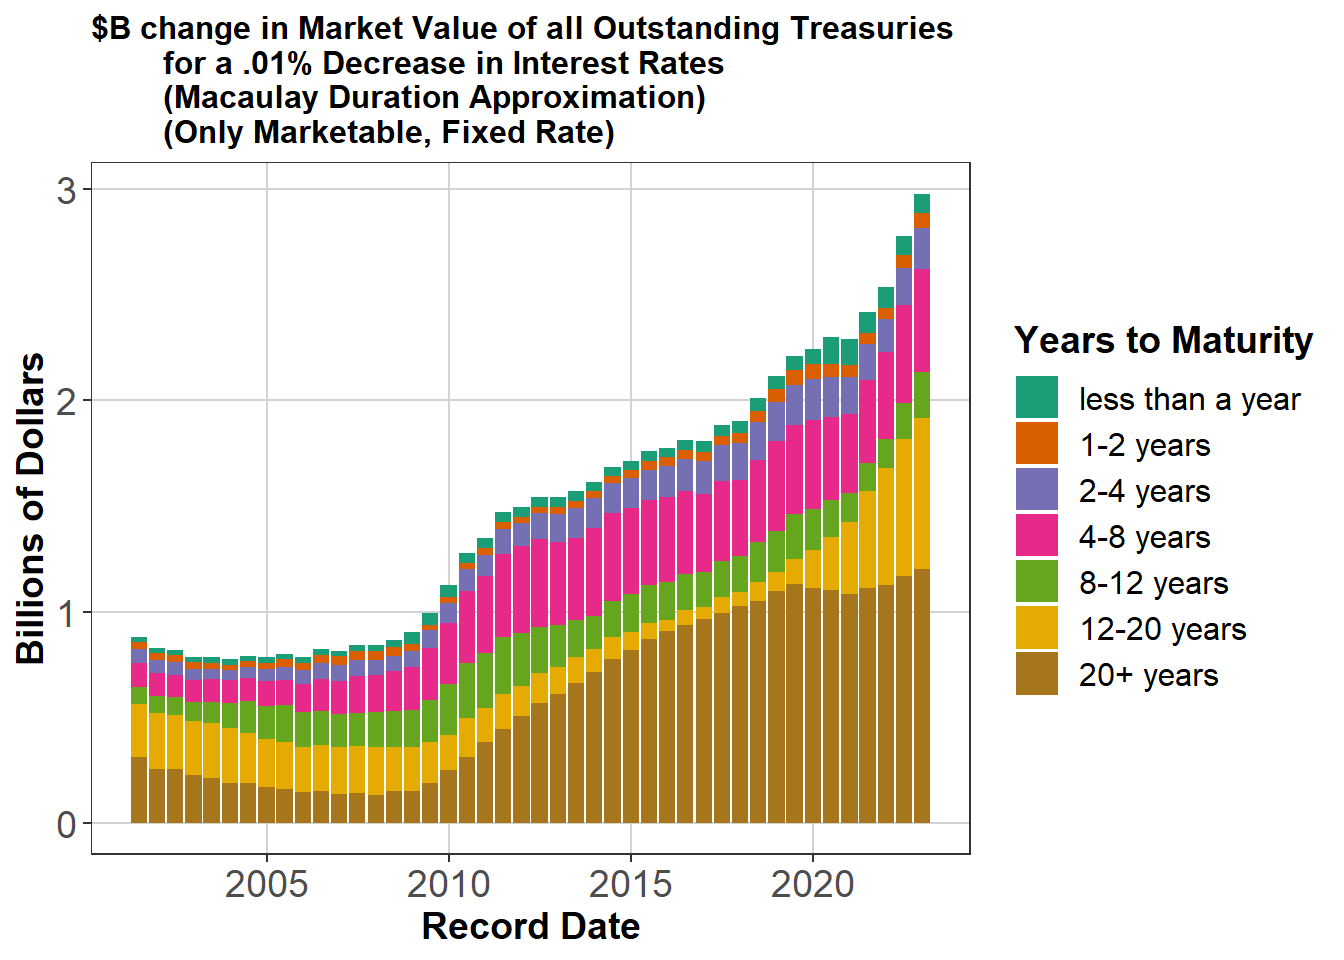 $B change in Market Value of all Outstanding Treasuries
for a .01% Decrease in Interest Rates
(Macaulay Duration Approximation)
(Only Marketable, Fixed Rate)
3
2
1
0
Billions of Dollars
2005 2010 2015 2020
Record Date
Years to Maturity
less than a year
1-2 years
2-4 years
4-8 years
8-12 years
12-20 years
20+ years